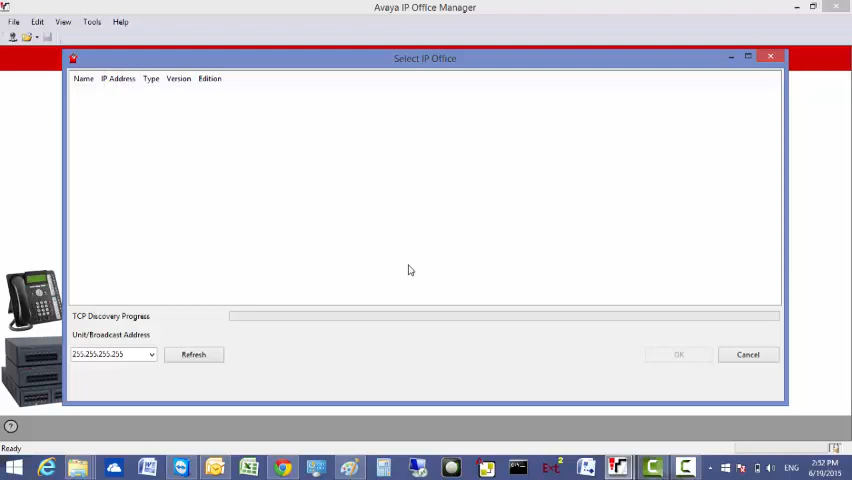 Avaya IP Office Manager
File Edit View Tools Help
Select IP Office
Name IP Address Type Version Edition
TCP Discovery Progress
Unit/Broadcast Address
255.255.255.255 Refresh OK Cancel
Ready
ENG 2:52 PM
6/19/2015